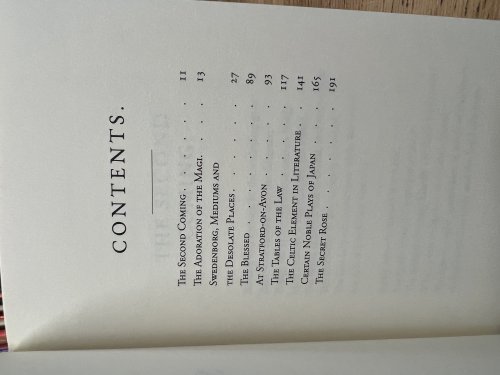 CONTENTS.
THE SECOND COMING . . . . . . 11
THE ADORATION OF THE MAGI. . . . 13
SWEDENBORG, MEDIUMS AND
THE DESOLATE PLACES. . . . . . 27
THE BLESSED . . . . . . . . 89
AT STRATFORD-ON-AVON . . . . . 93
THE TABLES OF THE LAW . . . . 117
THE CELTIC ELEMENT IN LITERATURE . . 141
CERTAIN NOBLE PLAYS OF JAPAN . . . 165
THE SECRET ROSE . . . . . . 191